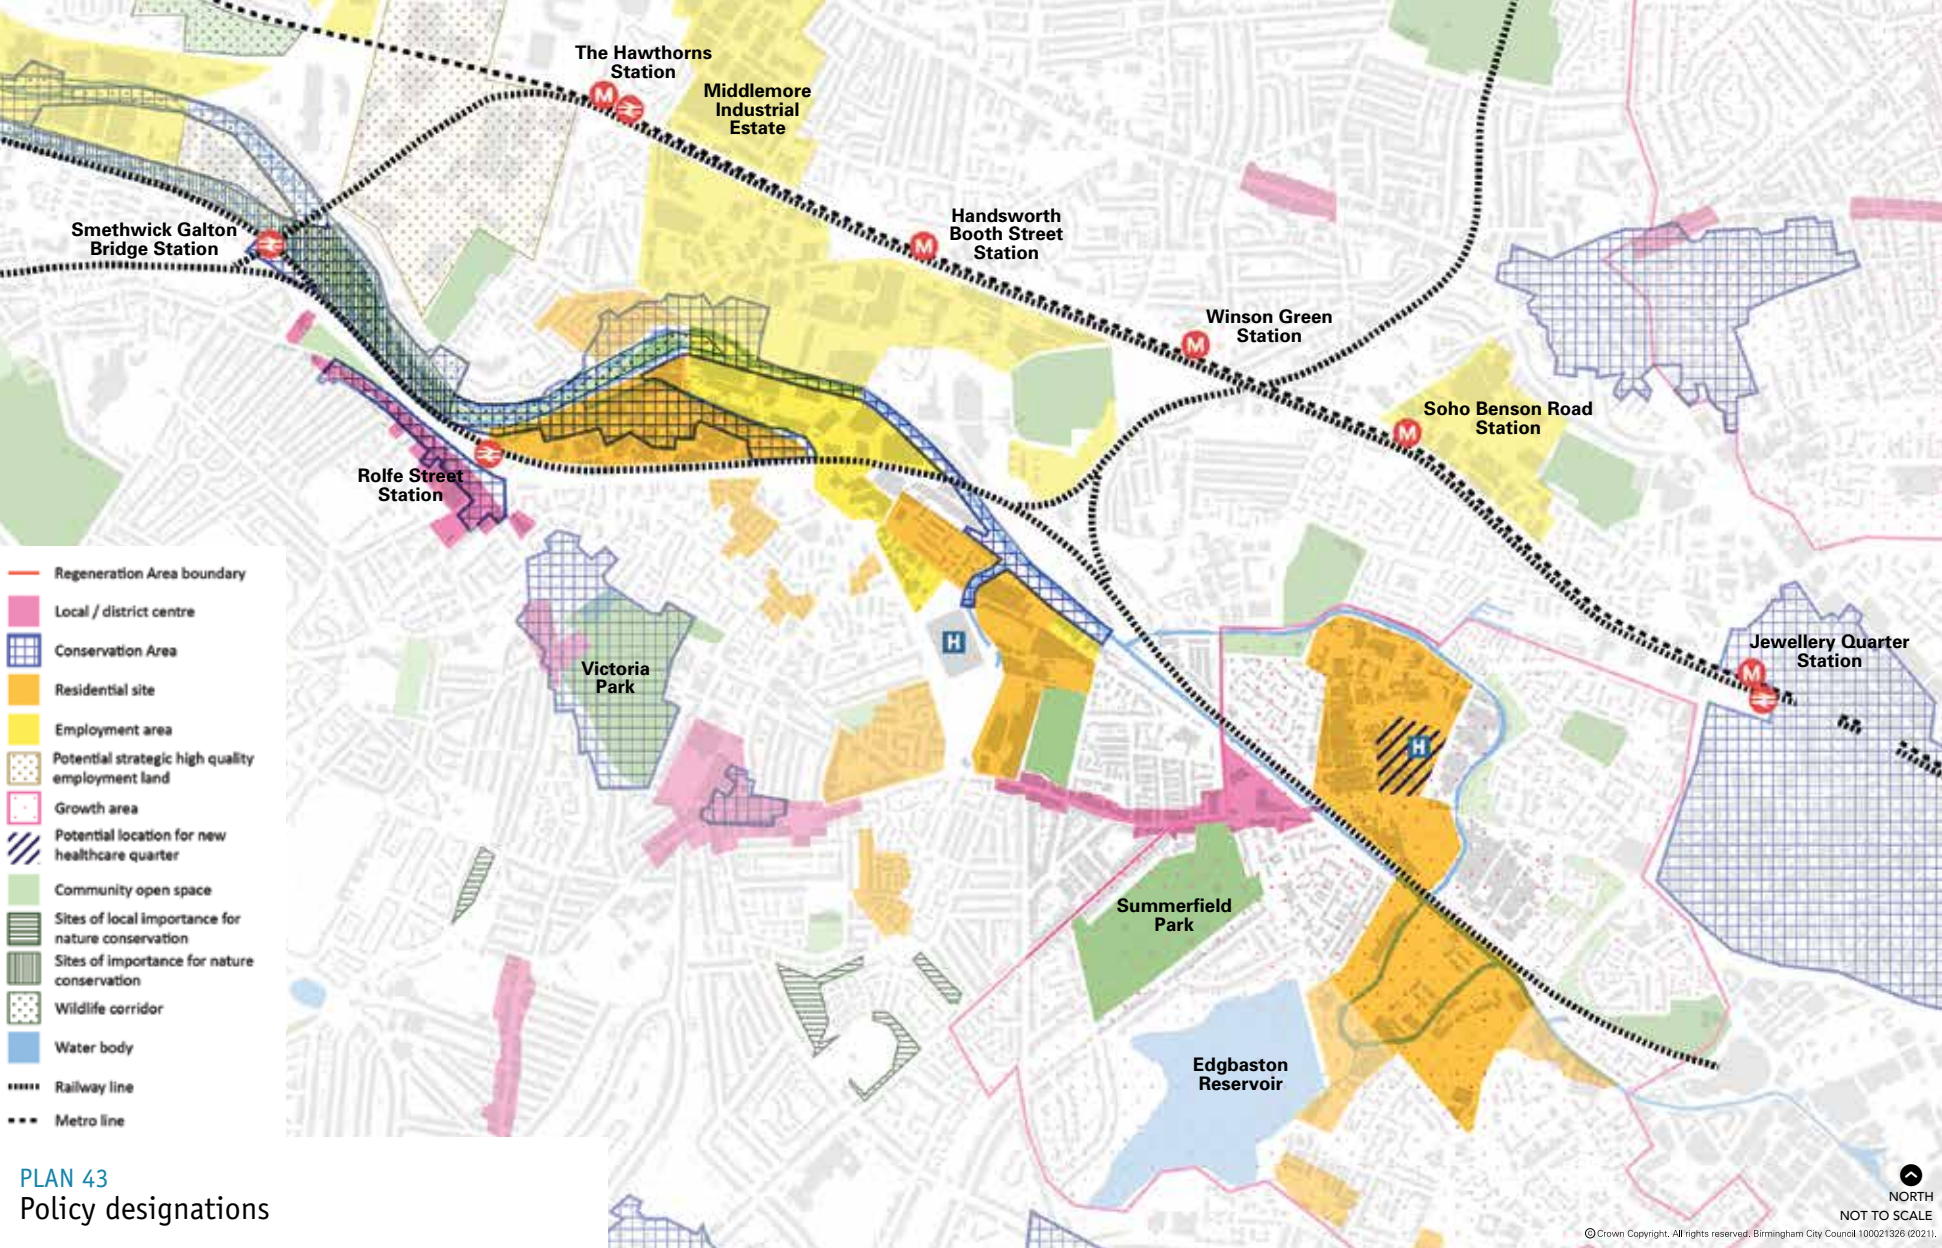 The Hawthorns
Station
Middlemore
Industrial
Estate
Smethwick Galton
Bridge Station
Handsworth
Booth Street
Station
Winson Green
Station
Soho Benson Road
Station
Rolfe Street
Station
Jewellery Quarter
Station
Victoria
Park
Summerfield
Park
Edgbaston
Reservoir
M
M
M
M
M
H
H
Regeneration Area boundary
Local / district centre
Conservation Area
Residential site
Employment area
Potential strategic high quality
employment land
Growth area
Potential location for new
healthcare quarter
Community open space
Sites of local importance for
nature conservation
Sites of importance for nature
conservation
Wildlife corridor
Water body
Railway line
Metro line
PLAN 43
Policy designations
NORTH
NOT TO SCALE
© Crown Copyright. All rights reserved. Birmingham City Council 100021326 (2021).